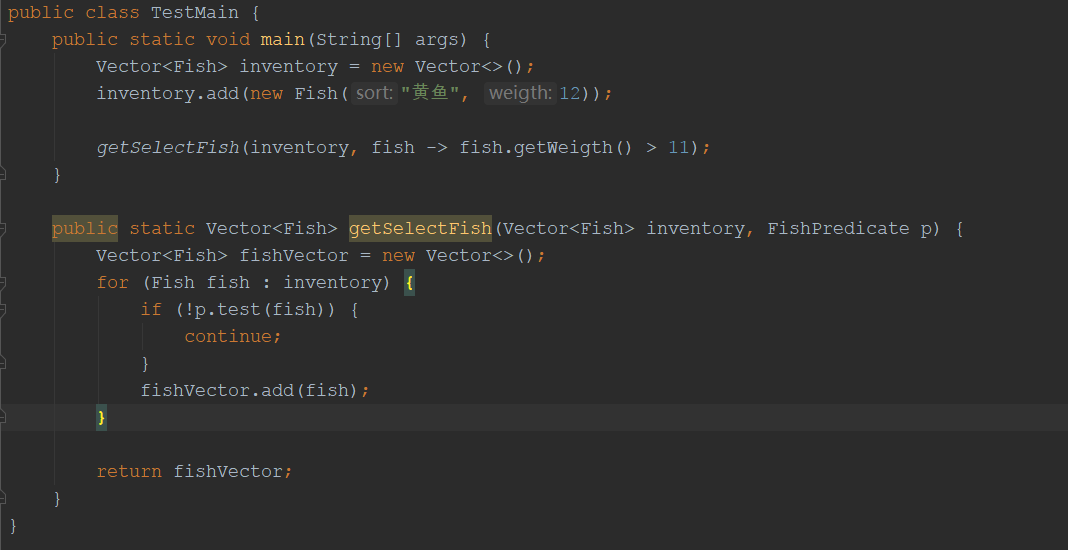 public class TestMain {
    public static void main(String[] args) {
        Vector<Fish> inventory = new Vector<>();
        inventory.add(new Fish( sort: "黄鱼",  weigth: 12));

        getSelectFish(inventory, fish -> fish.getWeigth() > 11);
    }

    public static Vector<Fish> getSelectFish(Vector<Fish> inventory, FishPredicate p) {
        Vector<Fish> fishVector = new Vector<>();
        for (Fish fish : inventory) {
            if (!p.test(fish)) {
                continue;
            }
            fishVector.add(fish);
        }

        return fishVector;
    }
}